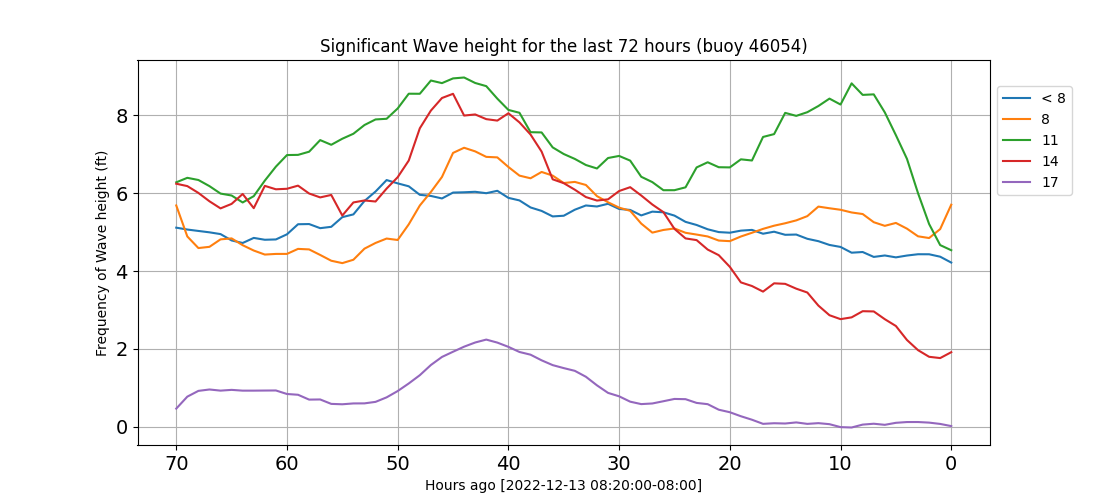 Significant Wave height for the last 72 hours (buoy 46054)
Frequency of Wave height (ft)
8
6
4
2
0
70 60 50 40 30 20 10 0
Hours ago [2022-12-13 08:20:00-08:00]
< 8
8
11
14
17